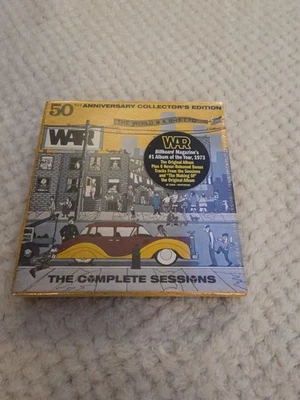 50TH ANNIVERSARY COLLECTOR'S EDITION
THE WORLD IS A GHETTO
WAR
WAR
Billboard Magazine's
#1 Album of the Year, 1973
The Original Album
Plus 6 Never-Released Bonus
Tracks From the Sessions
and "The Making Of"
the Original Album
THE COMPLETE SESSIONS